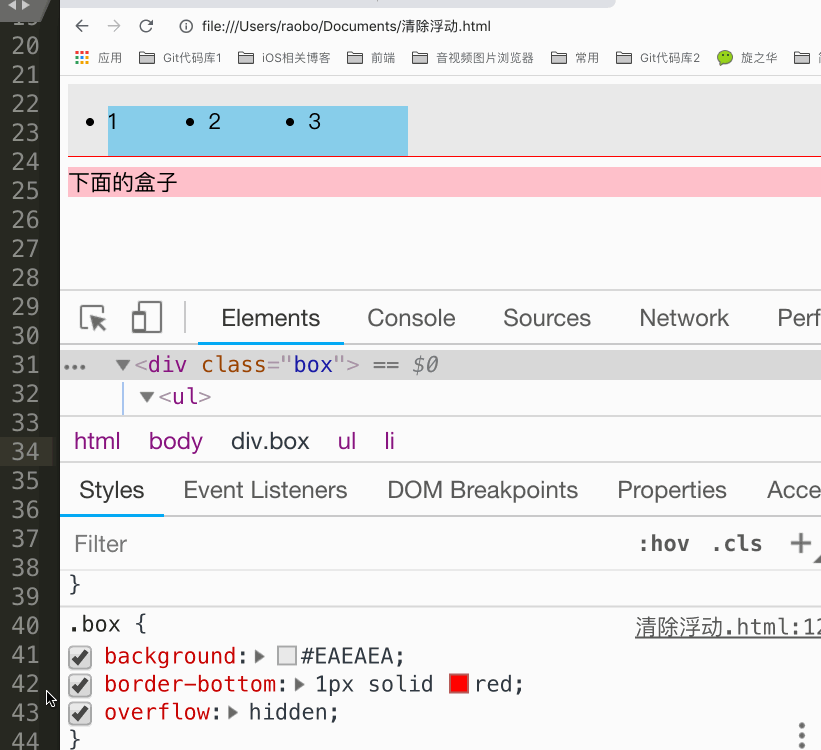 file:///Users/raobo/Documents/清除浮动.html
应用 Git代码库1 iOS相关博客 前端 音视频图片浏览器 常用 Git代码库2 旋之华
1 2 3
下面的盒子
Elements Console Sources Network Perf
<div class="box"> == $0
<ul>
html body div.box ul li
Styles Event Listeners DOM Breakpoints Properties Acce
Filter :hov .cls
}
.box { 清除浮动.html:12
background: #EAEAEA;
border-bottom: 1px solid red;
overflow: hidden;
}
20
21
22
23
24
25
26
27
28
29
30
31
32
33
34
35
36
37
38
39
40
41
42
43
44